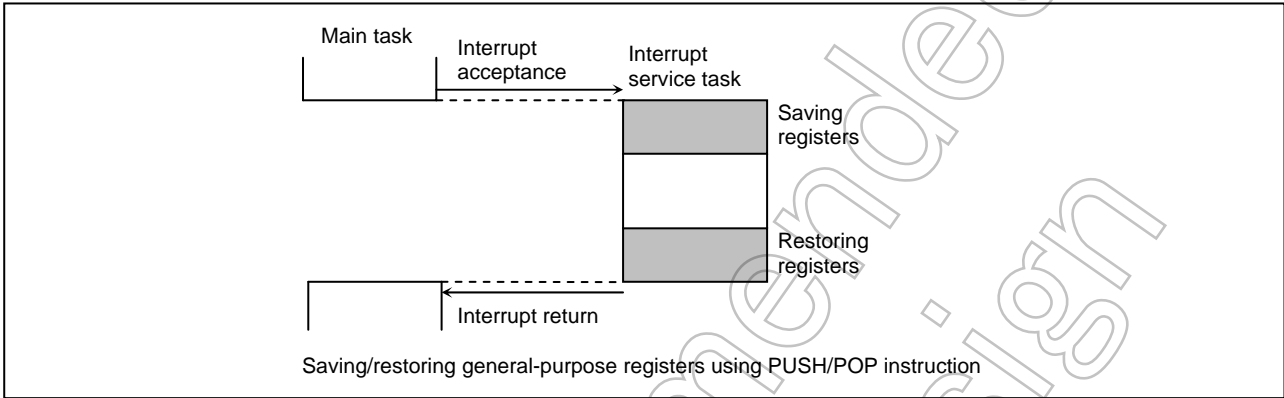 Main task
Interrupt
acceptance
Interrupt
service task
Saving
registers
Restoring
registers
Interrupt return
Saving/restoring general-purpose registers using PUSH/POP instruction